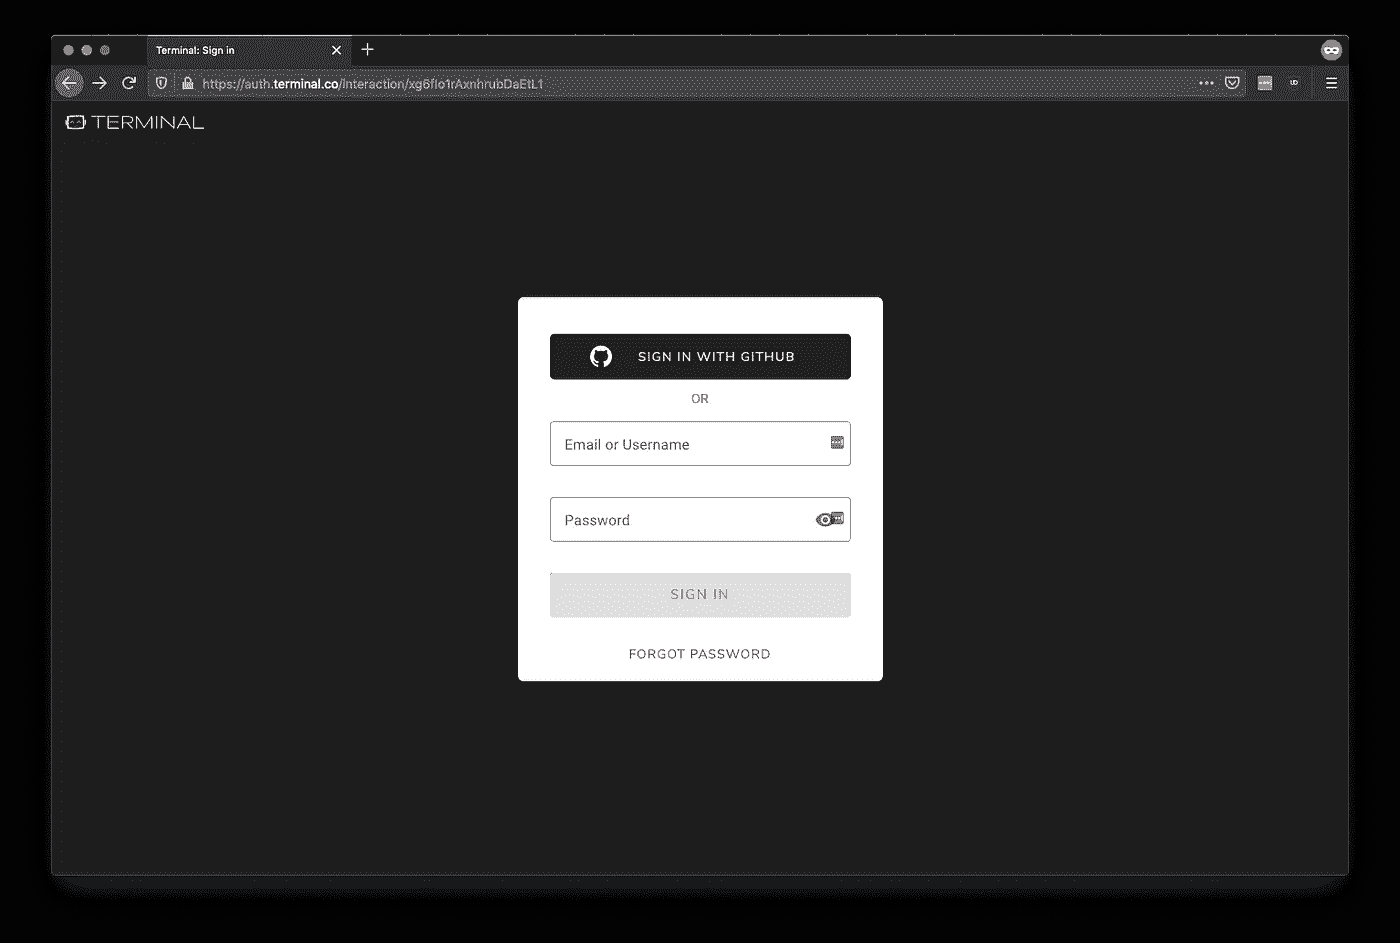 Terminal: Sign in
https://auth.terminal.co/interaction/xg6flo1rAxnhrubDaEtL1
TERMINAL
SIGN IN WITH GITHUB
OR
Email or Username
Password
SIGN IN
FORGOT PASSWORD